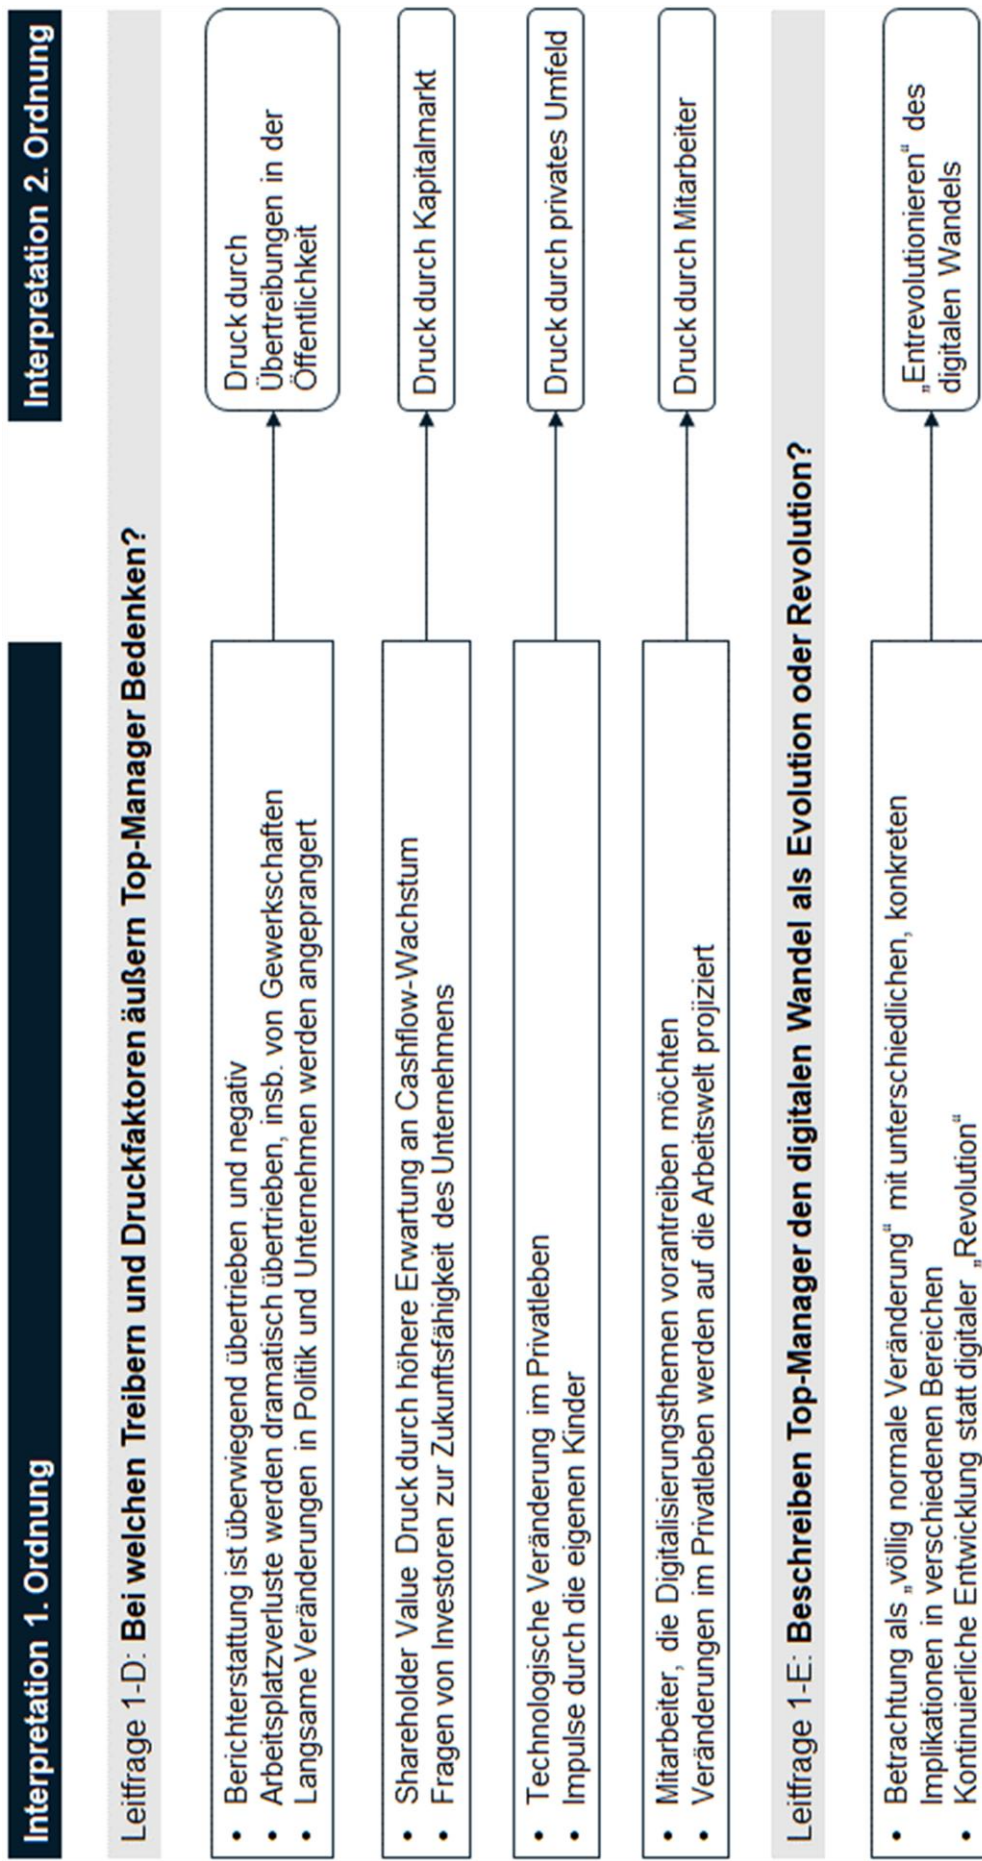 Interpretation 1. Ordnung
Interpretation 2. Ordnung
Leitfrage 1-D: Bei welchen Treibern und Druckfaktoren äußern Top-Manager Bedenken?
• Berichterstattung ist überwiegend übertrieben und negativ
• Arbeitsplatzverluste werden dramatisch übertrieben, insb. von Gewerkschaften
• Langsame Veränderungen in Politik und Unternehmen werden angeprangert
Druck durch
Übertreibungen in der
Öffentlichkeit
• Shareholder Value Druck durch höhere Erwartung an Cashflow-Wachstum
• Fragen von Investoren zur Zukunftsfähigkeit des Unternehmens
Druck durch Kapitalmarkt
• Technologische Veränderung im Privatleben
• Impulse durch die eigenen Kinder
Druck durch privates Umfeld
• Mitarbeiter, die Digitalisierungsthemen vorantreiben möchten
• Veränderungen im Privatleben werden auf die Arbeitswelt projiziert
Druck durch Mitarbeiter
Leitfrage 1-E: Beschreiben Top-Manager den digitalen Wandel als Evolution oder Revolution?
• Betrachtung als „völlig normale Veränderung“ mit unterschiedlichen, konkreten
Implikationen in verschiedenen Bereichen
• Kontinuierliche Entwicklung statt digitaler „Revolution“
„Entrevolutionieren“ des
digitalen Wandels